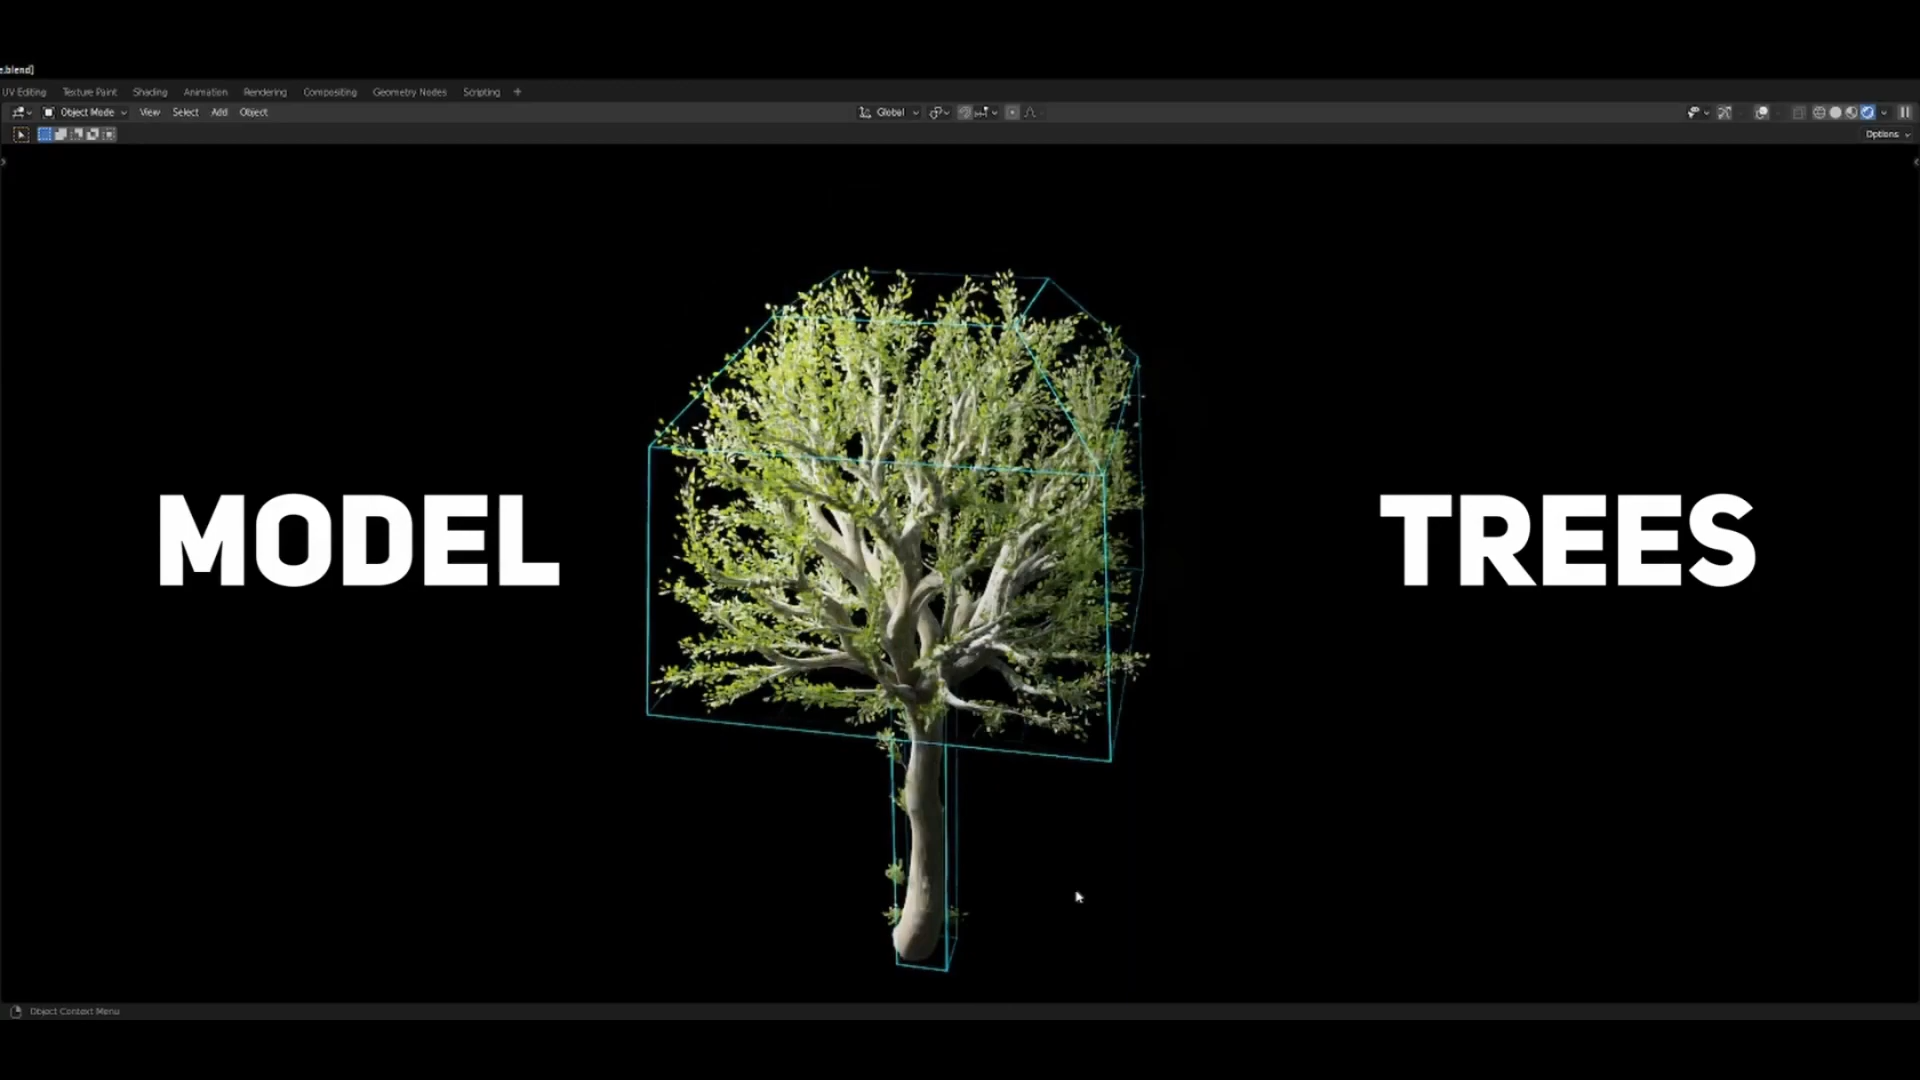 e.blend]
UV Editing Texture Paint Shading Animation Rendering Compositing Geometry Nodes Scripting +
Object Mode View Select Add Object Global
Options
MODEL TREES
Object Context Menu